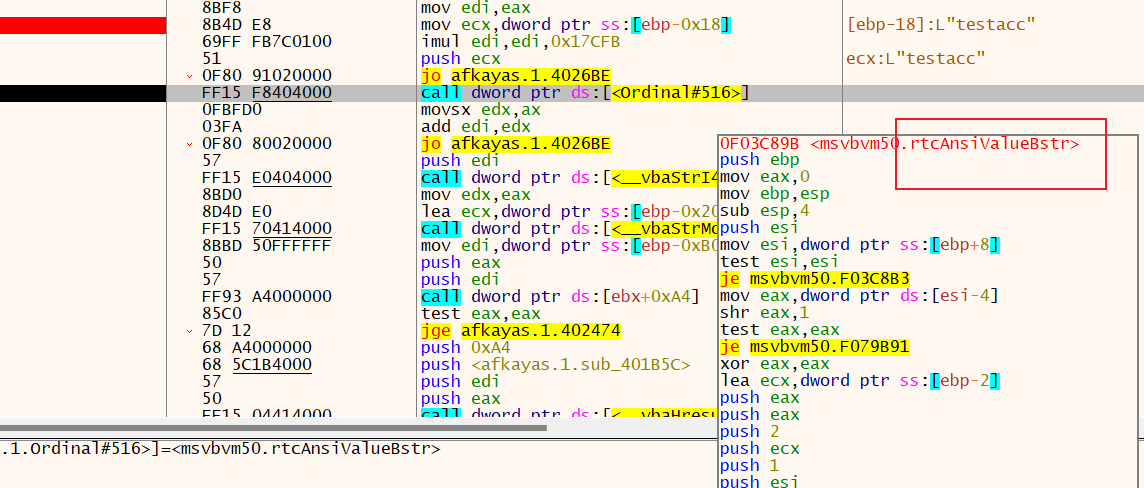 8BF8 mov edi,eax
8B4D E8 mov ecx,dword ptr ss:[ebp-0x18] [ebp-18]:L"testacc"
69FF FB7C0100 imul edi,edi,0x17CFB
51 push ecx ecx:L"testacc"
0F80 91020000 jo afkayas.1.4026BE
FF15 E8404000 call dword ptr ds:[<Ordinal#516>]
0FBFD0 movsx edx,ax
03FA add edi,edx
0F80 80020000 jo afkayas.1.4026BE
57 push edi
FF15 E0404000 call dword ptr ds:[<__vbaStrI4
8BD0 mov edx,eax
8D4D E0 lea ecx,dword ptr ss:[ebp-0x20
FF15 70414000 call dword ptr ds:[<__vbaStrMo
8BBD 50FFFFFF mov edi,dword ptr ss:[ebp-0xB0
50 push eax
57 push edi
FF93 A4000000 call dword ptr ds:[ebx+0xA4]
85C0 test eax,eax
7D 12 jge afkayas.1.402474
68 A4000000 push 0xA4
68 5C1B4000 push <afkayas.1.sub_401B5C>
57 push edi
50 push eax
FF15 04414000 call dword ptr ds:[<__vbaHresu
0F03C89B <msvbvm50.rtcAnsiValueBstr>
push ebp
mov eax,0
mov ebp,esp
sub esp,4
push esi
mov esi,dword ptr ss:[ebp+8]
test esi,esi
je msvbvm50.F03C8B3
mov eax,dword ptr ds:[esi-4]
shr eax,1
test eax,eax
je msvbvm50.F079B91
xor eax,eax
lea ecx,dword ptr ss:[ebp-2]
push eax
push eax
push 2
push ecx
push 1
push esi
.1.Ordinal#516>]=<msvbvm50.rtcAnsiValueBstr>